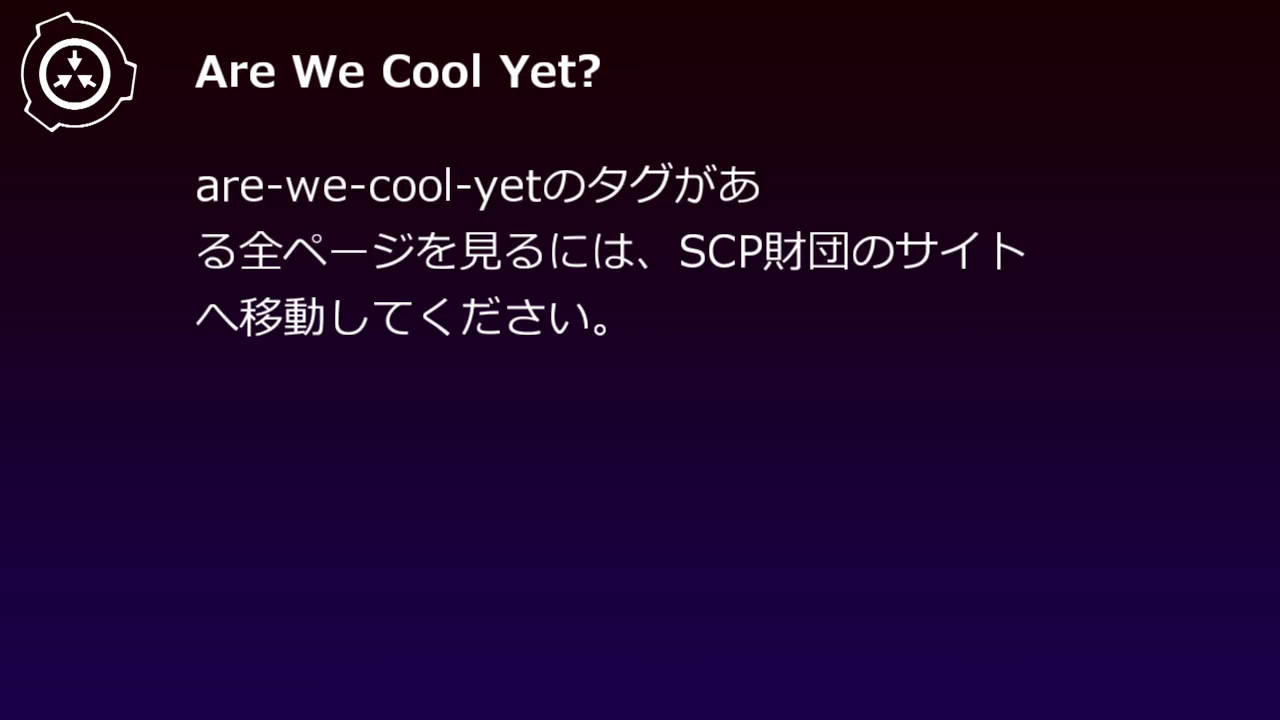 Are We Cool Yet?
are-we-cool-yetのタグがあ
る全ページを見るには、SCP財団のサイト
へ移動してください。